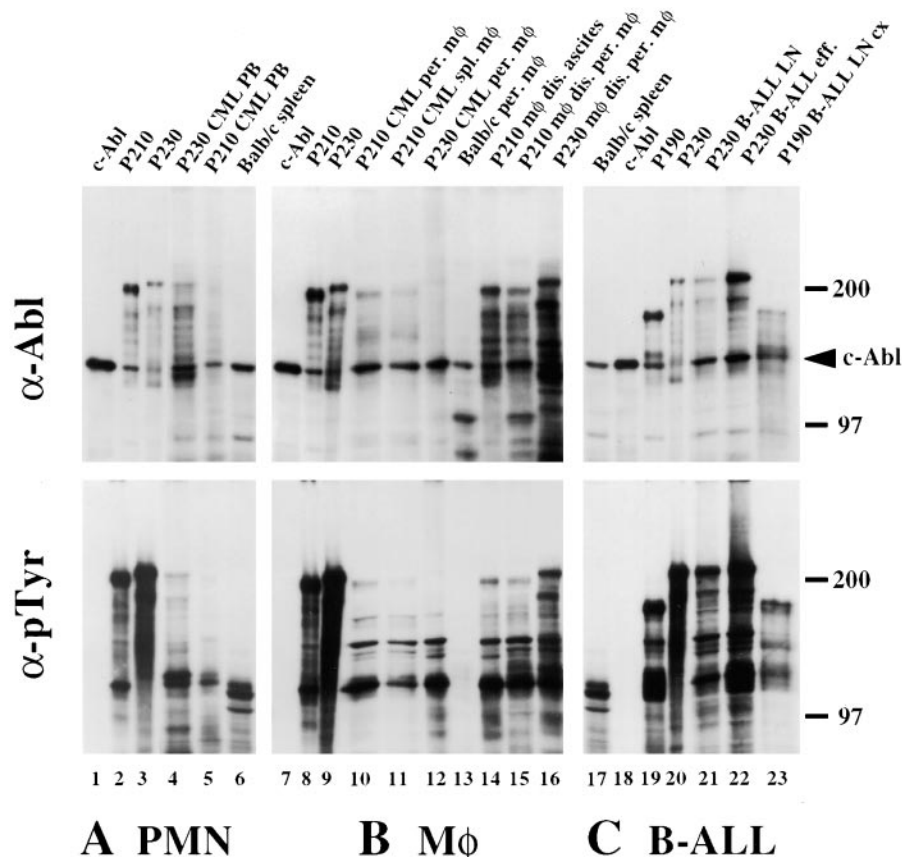 c-Abl
P210
P230
P230 CML PB
P210 CML PB
Balb/c spleen
c-Abl
P210
P230
P210 CML per. mϕ
P210 CML spl. mϕ
P230 CML per. mϕ
Balb/c per. mϕ
P210 mϕ dis. ascites
P210 mϕ dis. per. mϕ
P230 mϕ dis. per. mϕ
Balb/c spleen
c-Abl
P190
P230
P230 B-ALL LN
P230 B-ALL eff.
P190 B-ALL LN cx
α-Abl
200
c-Abl
97
α-pTyr
200
97
1 2 3 4 5 6 7 8 9 10 11 12 13 14 15 16 17 18 19 20 21 22 23
A PMN B Mϕ C B-ALL